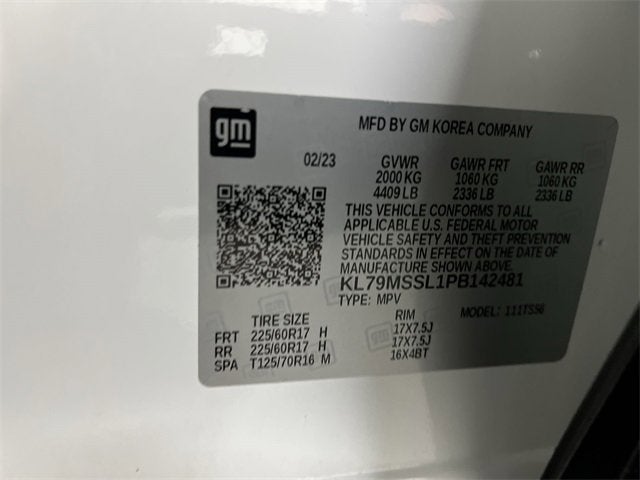 gm
MFD BY GM KOREA COMPANY
02/23 GVWR GAWR FRT GAWR RR
2000 KG 1060 KG 1060 KG
4409 LB 2336 LB 2336 LB
THIS VEHICLE CONFORMS TO ALL
APPLICABLE U.S. FEDERAL MOTOR
VEHICLE SAFETY AND THEFT PREVENTION
STANDARDS IN EFFECT ON THE DATE OF
MANUFACTURE SHOWN ABOVE.
KL79MSSL1PB142481
TYPE: MPV MODEL: 111TS56
TIRE SIZE RIM
FRT 225/60R17 H 17X7.5J
RR 225/60R17 H 17X7.5J
SPA T125/70R16 M 16X4BT